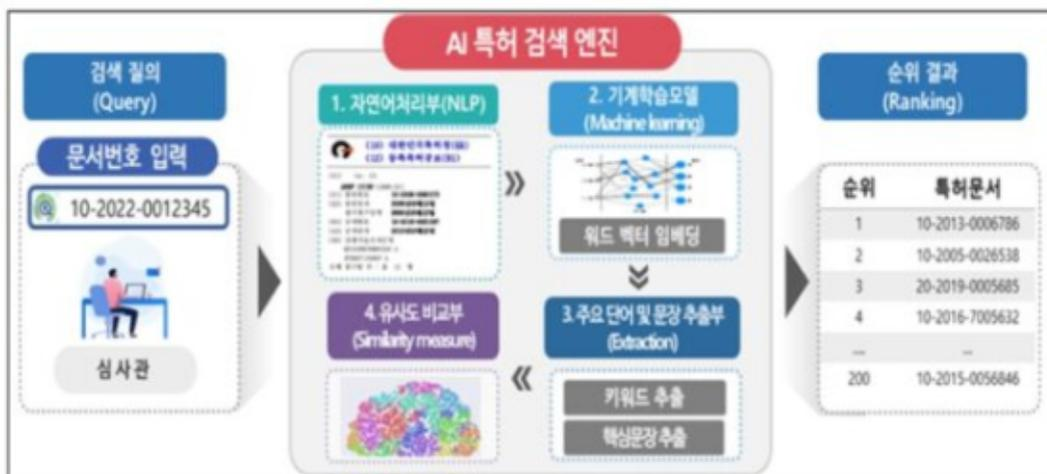 AI 특허 검색 엔진
검색 질의
(Query)
문서번호 입력
10-2022-0012345
심사관
1. 자연어처리부(NLP)
2. 기계학습모델
(Machine learning)
워드 벡터 임베딩
3. 주요 단어 및 문장 추출부
(Extraction)
키워드 추출
핵심문장 추출
4. 유사도 비교부
(Similarity measure)
순위 결과
(Ranking)
순위 특허문서
1 10-2013-0006786
2 10-2005-0026538
3 20-2019-0005685
4 10-2016-7005632
... ...
200 10-2015-0056846